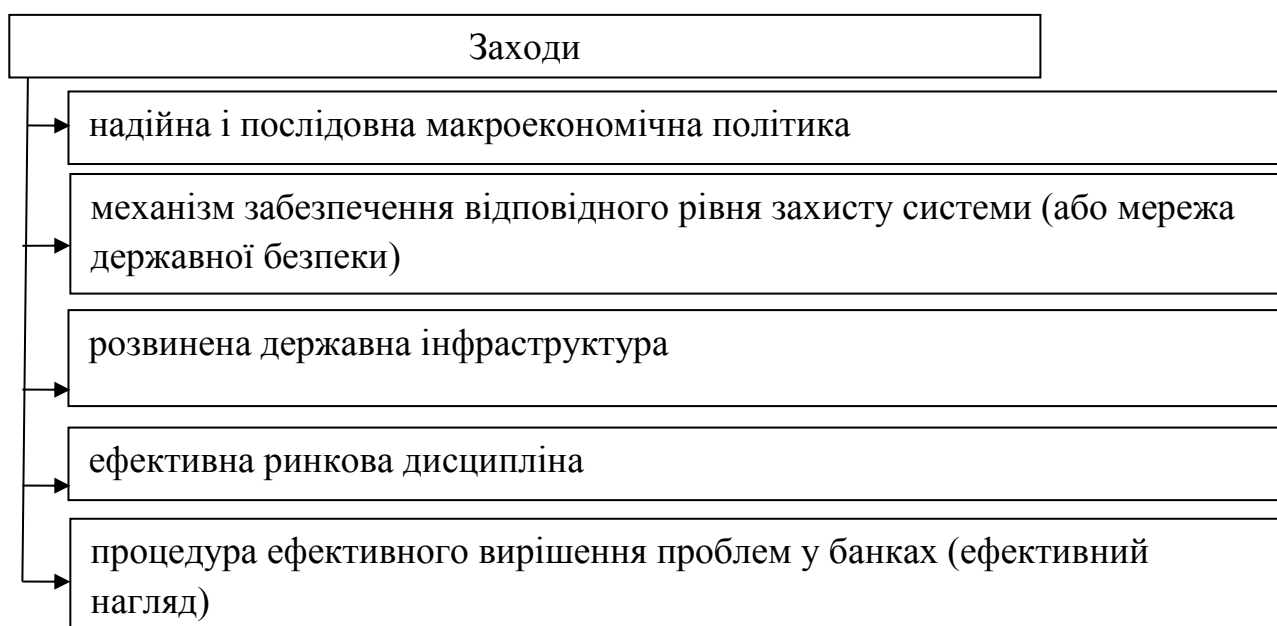 Заходи
надійна і послідовна макроекономічна політика
механізм забезпечення відповідного рівня захисту системи (або мережа
державної безпеки)
розвинена державна інфраструктура
ефективна ринкова дисципліна
процедура ефективного вирішення проблем у банках (ефективний
нагляд)